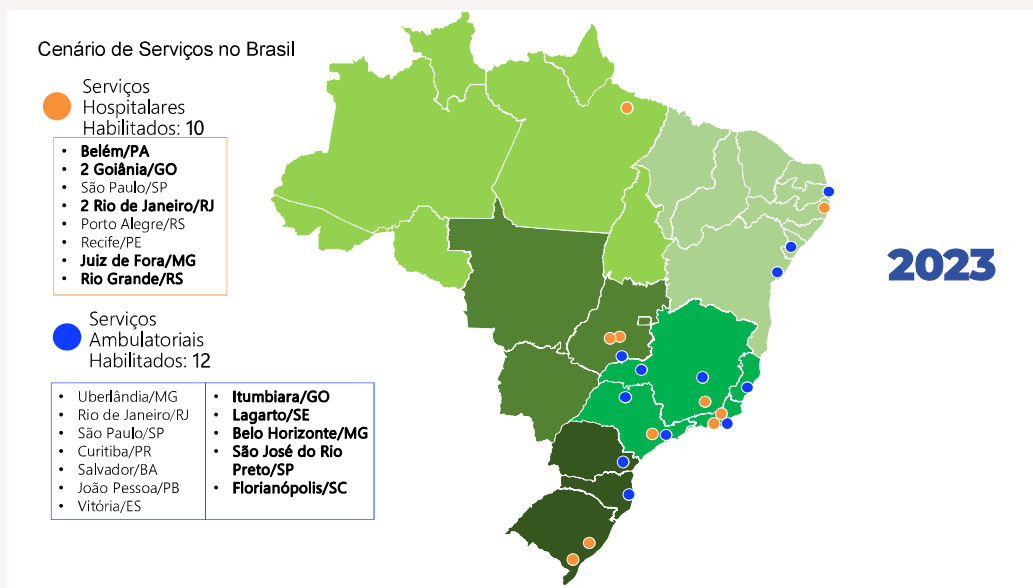 Cenário de Serviços no Brasil
Serviços
Hospitalares
Habilitados: 10
• Belém/PA
• 2 Goiânia/GO
• São Paulo/SP
• 2 Rio de Janeiro/RJ
• Porto Alegre/RS
• Recife/PE
• Juiz de Fora/MG
• Rio Grande/RS
Serviços
Ambulatoriais
Habilitados: 12
• Uberlândia/MG
• Rio de Janeiro/RJ
• São Paulo/SP
• Curitiba/PR
• Salvador/BA
• João Pessoa/PB
• Vitória/ES
• Itumbiara/GO
• Lagarto/SE
• Belo Horizonte/MG
• São José do Rio
Preto/SP
• Florianópolis/SC
2023